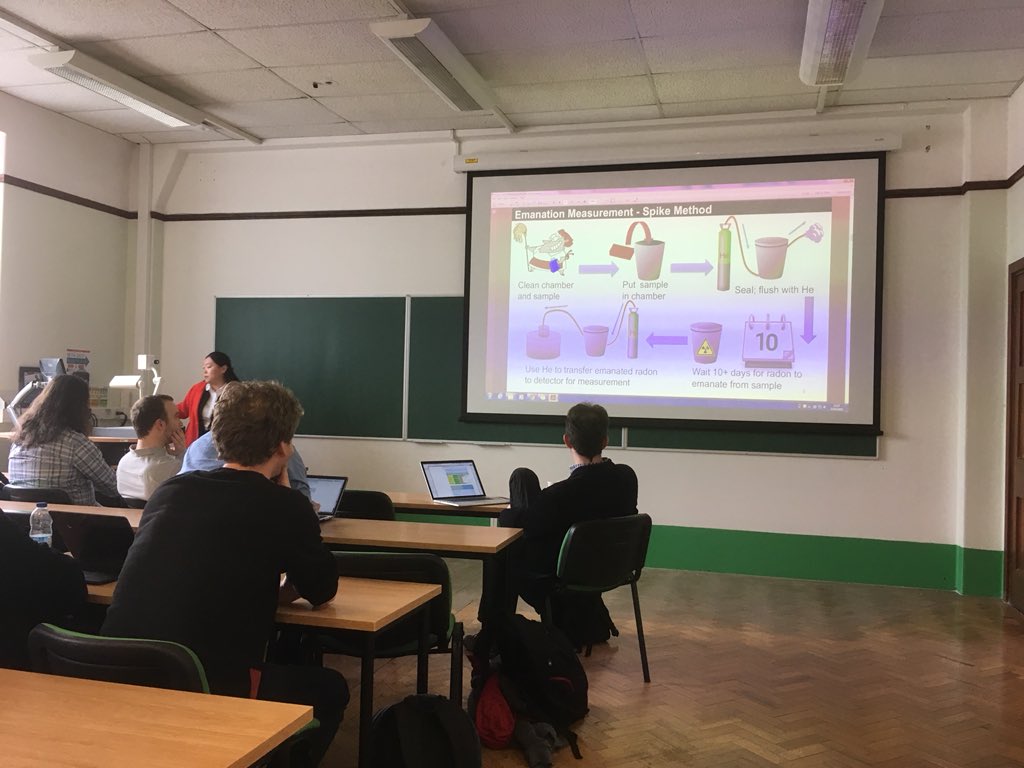 Emanation Measurement - Spike Method
Clean chamber
and sample
Put sample
in chamber
Seal; flush with He
10
Use He to transfer emanated radon
to detector for measurement
Wait 10+ days for radon to
emanate from sample